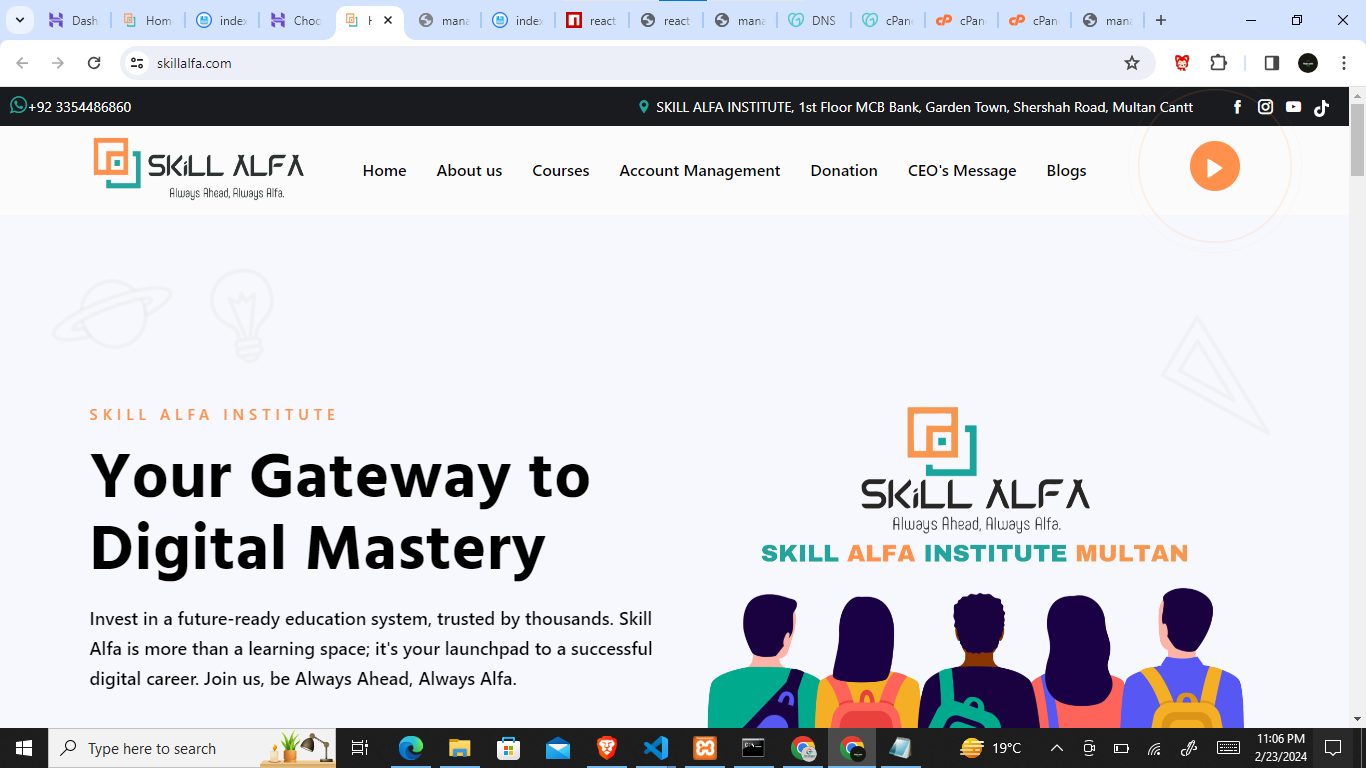 Dash
Hom
index
Choo
H
mana
index
react
react
mana
DNS
cPan
cPan
cPan
mana
skillalfa.com
+92 3354486860
SKILL ALFA INSTITUTE, 1st Floor MCB Bank, Garden Town, Shershah Road, Multan Cantt
SKILL ALFA
Always Ahead, Always Alfa.
Home
About us
Courses
Account Management
Donation
CEO's Message
Blogs
SKILL ALFA INSTITUTE
Your Gateway to
Digital Mastery
Invest in a future-ready education system, trusted by thousands. Skill
Alfa is more than a learning space; it's your launchpad to a successful
digital career. Join us, be Always Ahead, Always Alfa.
SKILL ALFA
Always Ahead, Always Alfa.
SKILL ALFA INSTITUTE MULTAN
Type here to search
19°C
11:06 PM
2/23/2024